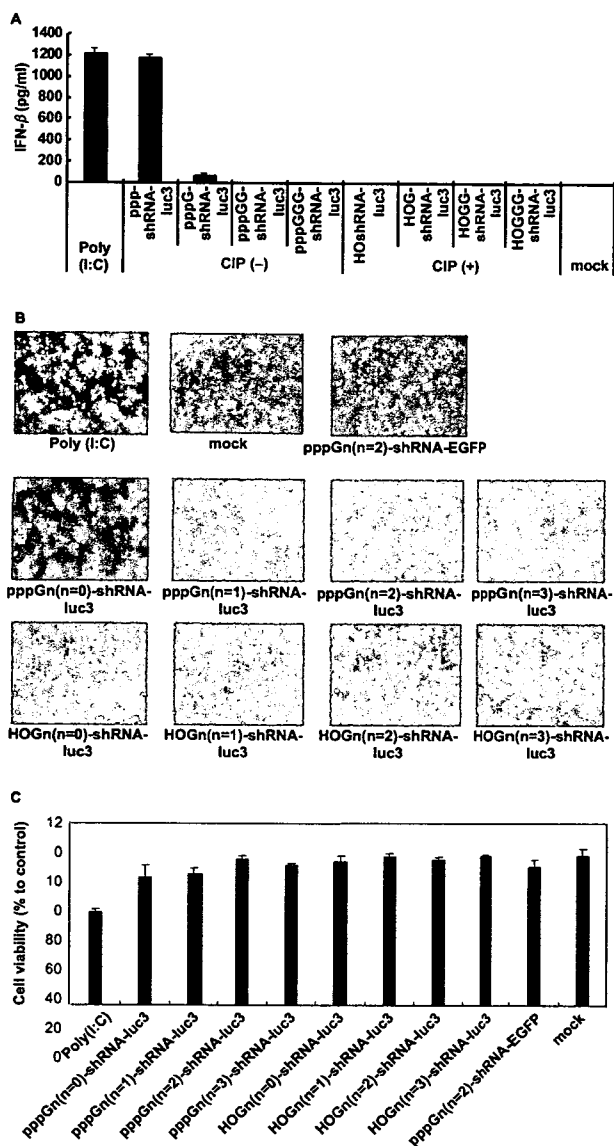 A
IFN-β (pg/ml)
1400
1200
1000
800
600
400
200
0
Poly (I:C)
ppp-shRNA-luc3
pppG-shRNA-luc3
pppGG-shRNA-luc3
pppGGG-shRNA-luc3
HOshRNA-luc3
HOG-shRNA-luc3
HOGG-shRNA-luc3
HOGGG-shRNA-luc3
CIP (–)
CIP (+)
mock
B
Poly (I:C)
mock
pppGn(n=2)-shRNA-EGFP
pppGn(n=0)-shRNA-
luc3
pppGn(n=1)-shRNA-
luc3
pppGn(n=2)-shRNA-
luc3
pppGn(n=3)-shRNA-
luc3
HOGn(n=0)-shRNA-
luc3
HOGn(n=1)-shRNA-
luc3
HOGn(n=2)-shRNA-
luc3
HOGn(n=3)-shRNA-
luc3
C
Cell viability (% to control)
12
0
10
0
80
60
40
20
0
Poly(I:C)
pppGn(n=0)-shRNA-luc3
pppGn(n=1)-shRNA-luc3
pppGn(n=2)-shRNA-luc3
pppGn(n=3)-shRNA-luc3
HOGn(n=0)-shRNA-luc3
HOGn(n=1)-shRNA-luc3
HOGn(n=2)-shRNA-luc3
HOGn(n=3)-shRNA-luc3
pppGn(n=2)-shRNA-EGFP
mock